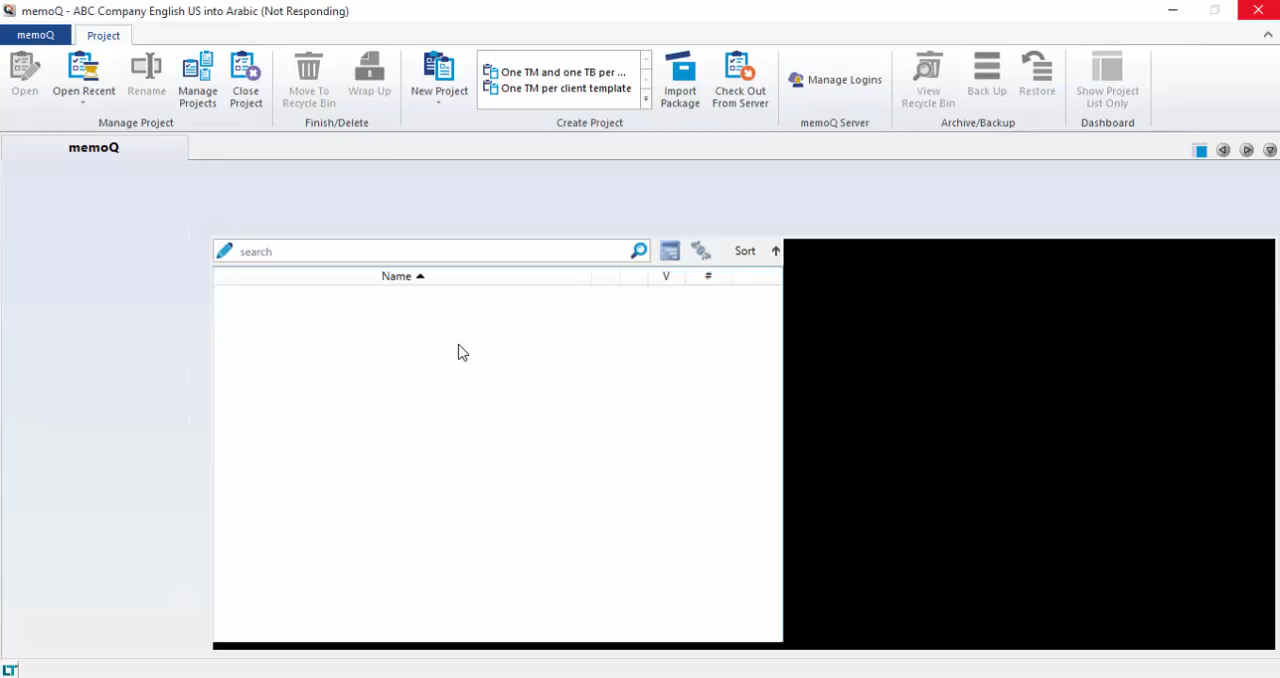 memoQ - ABC Company English US into Arabic (Not Responding)
memoQ
Project
Open
Open Recent
Rename
Manage Projects
Close Project
Move To Recycle Bin
Wrap Up
New Project
One TM and one TB per ...
One TM per client template
Import Package
Check Out From Server
Manage Logins
View Recycle Bin
Back Up
Restore
Show Project List Only
Manage Project
Finish/Delete
Create Project
memoQ Server
Archive/Backup
Dashboard
memoQ
search
Sort
Name
V
#